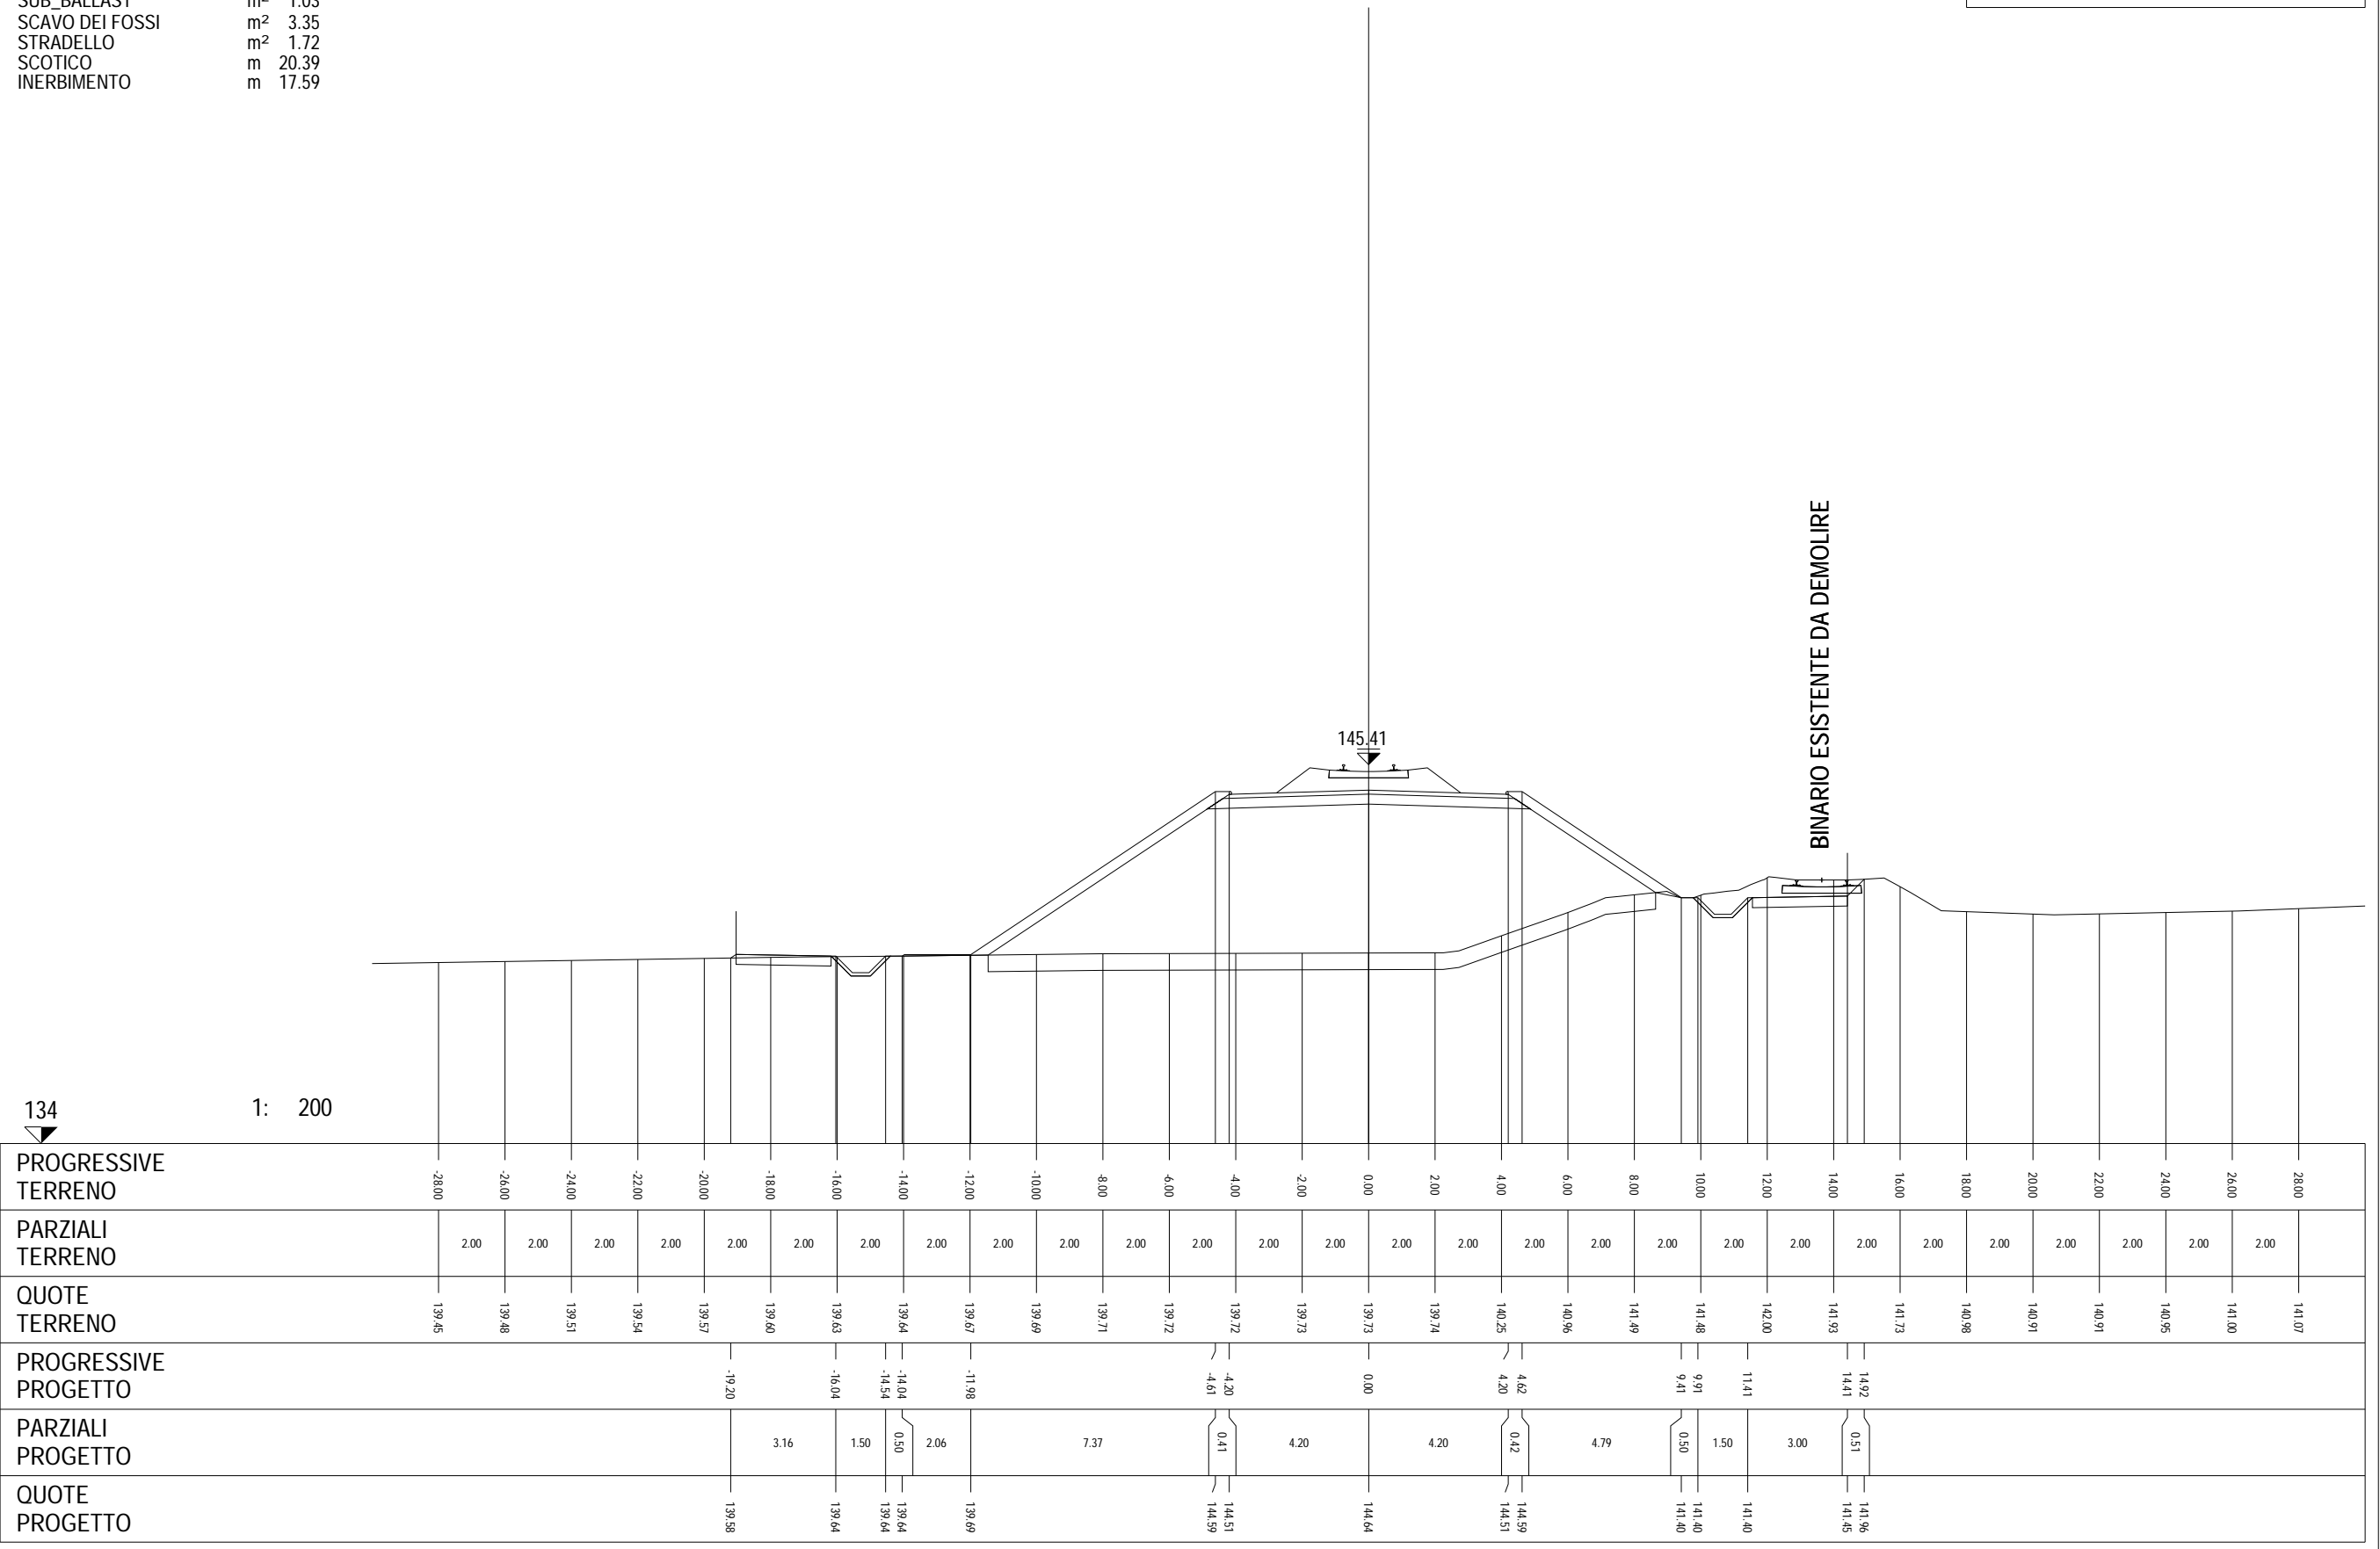 SUB_BALLAST m² 1.03
SCAVO DEI FOSSI m² 3.35
STRADELLO m² 1.72
SCOTICO m 20.39
INERBIMENTO m 17.59
BINARIO ESISTENTE DA DEMOLIRE
145.41
134 1: 200
PROGRESSIVE
TERRENO
-28.00 -26.00 -24.00 -22.00 -20.00 -18.00 -16.00 -14.00 -12.00 -10.00 -8.00 -6.00 -4.00 -2.00 0.00 2.00 4.00 6.00 8.00 10.00 12.00 14.00 16.00 18.00 20.00 22.00 24.00 26.00 28.00
PARZIALI
TERRENO
2.00 2.00 2.00 2.00 2.00 2.00 2.00 2.00 2.00 2.00 2.00 2.00 2.00 2.00 2.00 2.00 2.00 2.00 2.00 2.00 2.00 2.00 2.00 2.00 2.00 2.00 2.00 2.00
QUOTE
TERRENO
139.45 139.48 139.51 139.54 139.57 139.60 139.63 139.64 139.67 139.69 139.71 139.72 139.72 139.73 139.73 139.74 140.25 140.96 141.49 141.48 142.00 141.93 141.73 140.98 140.91 140.91 140.95 141.00 141.07
PROGRESSIVE
PROGETTO
-19.20 -16.04 -14.54 -14.04 -11.98 -4.61 -4.20 0.00 4.20 4.62 9.41 9.91 11.41 14.41 14.92
PARZIALI
PROGETTO
3.16 1.50 0.50 2.06 7.37 0.41 4.20 4.20 0.42 4.79 0.50 1.50 3.00 0.51
QUOTE
PROGETTO
139.58 139.64 139.64 139.64 139.69 144.59 144.51 144.64 144.51 144.59 141.40 141.40 141.40 141.45 141.96